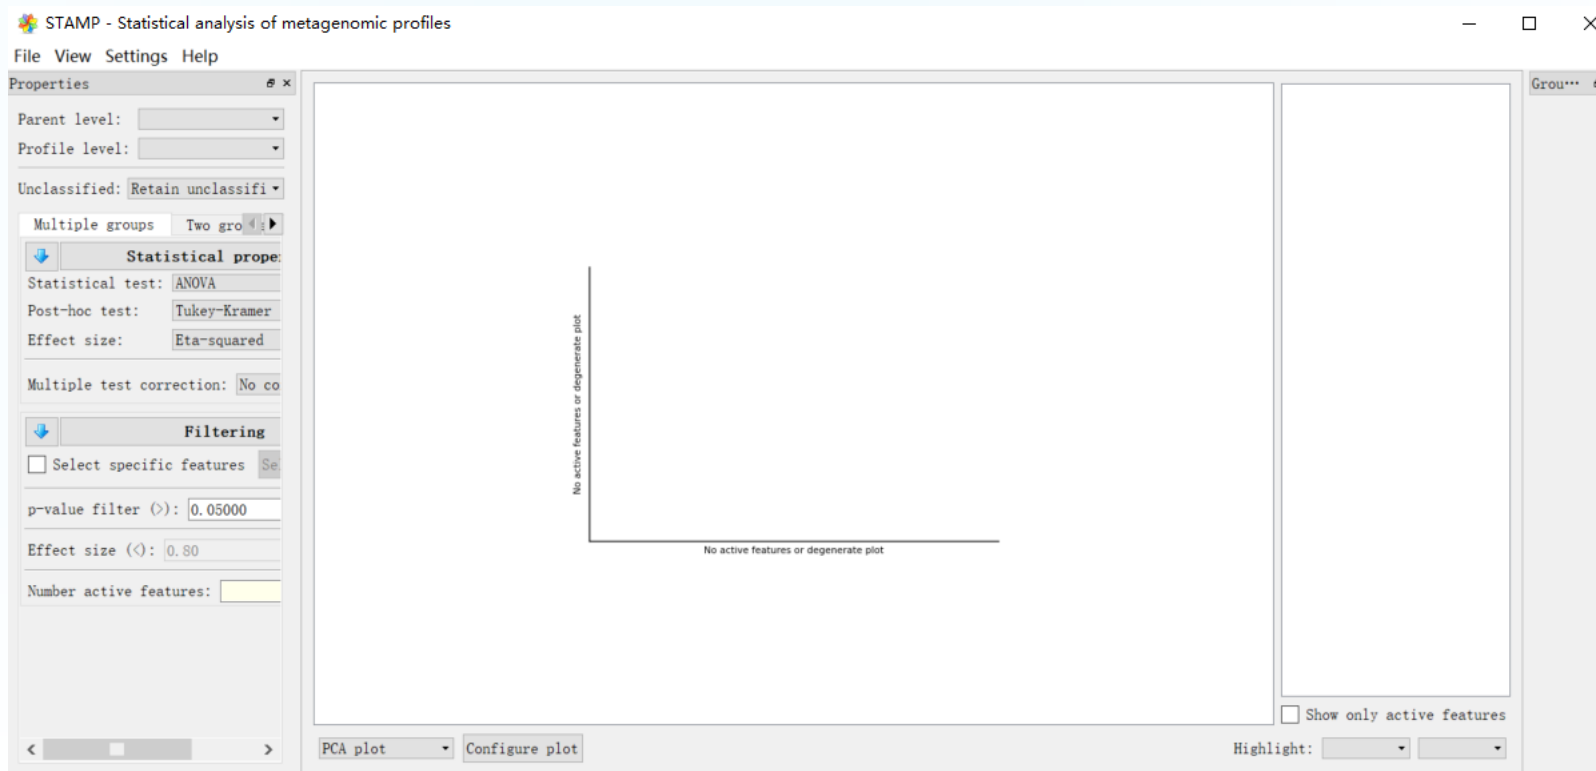 STAMP - Statistical analysis of metagenomic profiles
File View Settings Help
Properties
Parent level:
Profile level:
Unclassified: Retain unclassifi
Multiple groups Two gro
Statistical prope
Statistical test: ANOVA
Post-hoc test: Tukey-Kramer
Effect size: Eta-squared
Multiple test correction: No co
Filtering
Select specific features Se
p-value filter (>): 0.05000
Effect size (<): 0.80
Number active features:
No active features or degenerate plot
No active features or degenerate plot
PCA plot Configure plot
Grou···
Show only active features
Highlight: